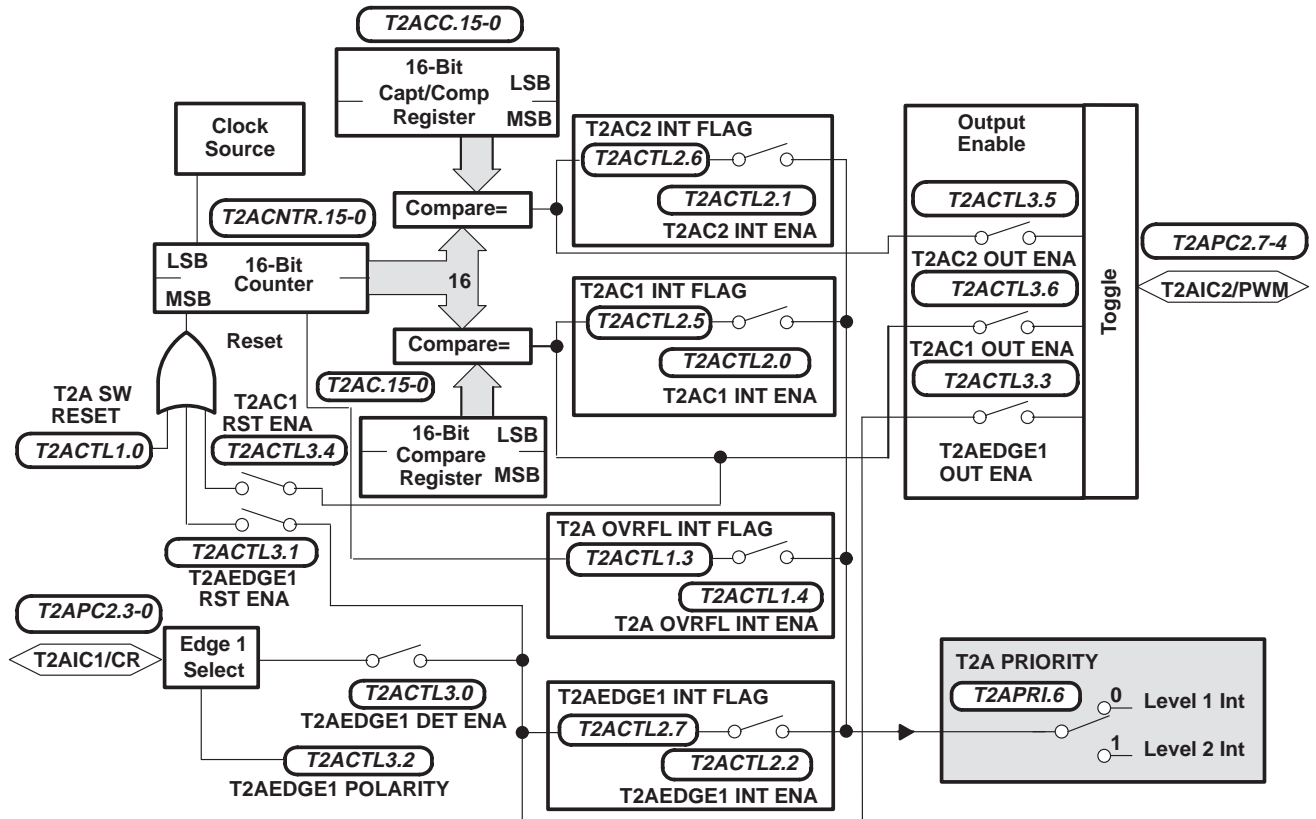 T2ACC.15-0
16-Bit
Capt/Comp
Register
LSB
MSB
Clock
Source
T2ACNTR.15-0
LSB
MSB
16-Bit
Counter
Compare=
16
Compare=
Reset
T2AC.15-0
16-Bit
Compare
Register
LSB
MSB
T2A SW
RESET
T2ACTL1.0
T2AC1
RST ENA
T2ACTL3.4
T2ACTL3.1
T2AEDGE1
RST ENA
T2APC2.3-0
T2AIC1/CR
Edge 1
Select
T2ACTL3.0
T2AEDGE1 DET ENA
T2ACTL3.2
T2AEDGE1 POLARITY
T2AC2 INT FLAG
T2ACTL2.6
T2ACTL2.1
T2AC2 INT ENA
T2AC1 INT FLAG
T2ACTL2.5
T2ACTL2.0
T2AC1 INT ENA
T2A OVRFL INT FLAG
T2ACTL1.3
T2ACTL1.4
T2A OVRFL INT ENA
T2AEDGE1 INT FLAG
T2ACTL2.7
T2ACTL2.2
T2AEDGE1 INT ENA
Output
Enable
T2ACTL3.5
T2AC2 OUT ENA
T2ACTL3.6
T2AC1 OUT ENA
T2ACTL3.3
T2AEDGE1
OUT ENA
Toggle
T2APC2.7-4
T2AIC2/PWM
T2A PRIORITY
T2APRI.6
0
Level 1 Int
1
Level 2 Int